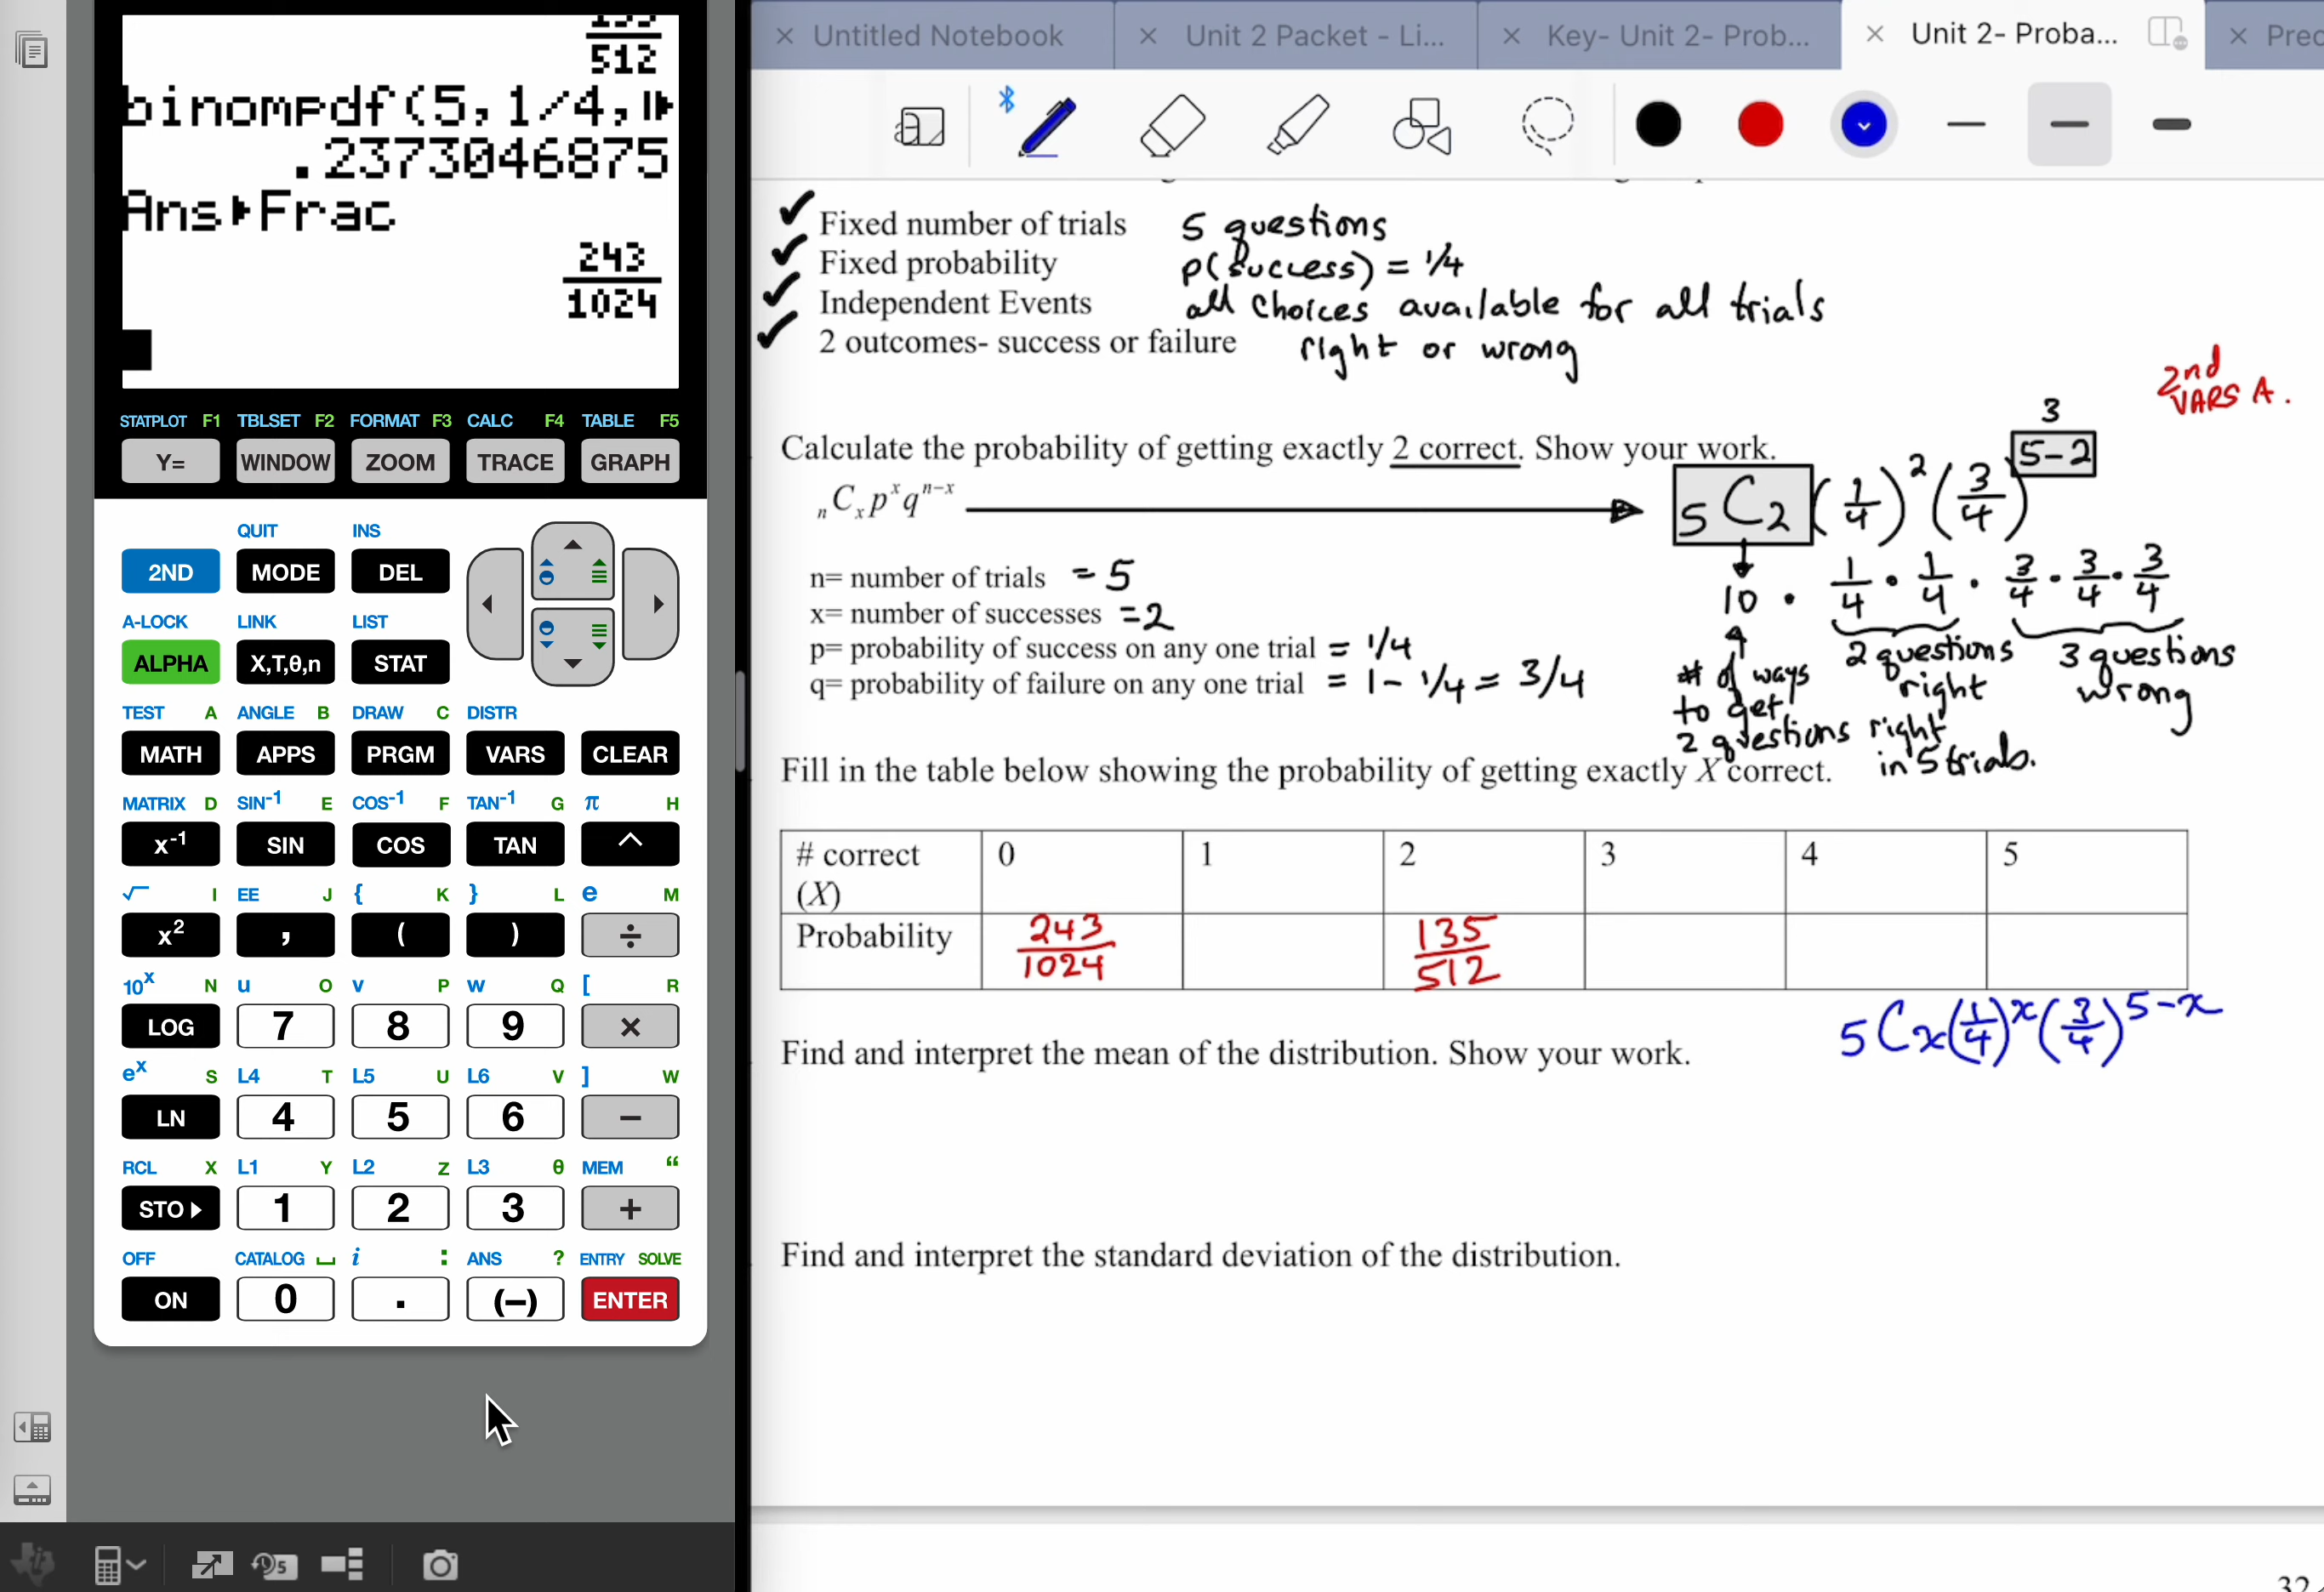 512
binompdf(5,1/4,
.2373046875
Ans▸Frac
243
1024
STATPLOT F1 TBLSET F2 FORMAT F3 CALC F4 TABLE F5
Y= WINDOW ZOOM TRACE GRAPH
QUIT INS
2ND MODE DEL
A-LOCK LINK LIST
ALPHA X,T,θ,n STAT
TEST A ANGLE B DRAW C DISTR
MATH APPS PRGM VARS CLEAR
MATRIX D SIN⁻¹ E COS⁻¹ F TAN⁻¹ G π H
x⁻¹ SIN COS TAN ^
√ I EE J { K } L e M
x² , ( ) ÷
10ˣ N u O v P w Q [ R
LOG 7 8 9 ×
eˣ S L4 T L5 U L6 V ] W
LN 4 5 6 −
RCL X L1 Y L2 Z L3 θ MEM “
STO▸ 1 2 3 +
OFF CATALOG ⎵ i : ANS ? ENTRY SOLVE
ON 0 . (−) ENTER
5
× Untitled Notebook × Unit 2 Packet - Li... × Key- Unit 2- Prob... × Unit 2- Proba... ×
a
Fixed number of trials 5 questions
Fixed probability p(success) = 1/4
Independent Events all choices available for all trials
2 outcomes- success or failure right or wrong
2nd
VARS A.
Calculate the probability of getting exactly 2 correct. Show your work.
3
5-2
ₙCₓpˣqⁿ⁻ˣ
5C2 (1/4)² (3/4)
10 · 1/4 · 1/4 · 3/4 · 3/4 · 3/4
n= number of trials = 5
x= number of successes = 2
p= probability of success on any one trial = 1/4
q= probability of failure on any one trial = 1 - 1/4 = 3/4
# of ways
to get
2 questions right
in 5 trials.
2 questions
right
3 questions
wrong
Fill in the table below showing the probability of getting exactly X correct.
# correct (X) 0 1 2 3 4 5
Probability 243/1024 135/512
5Cx(1/4)ˣ(3/4)⁵⁻ˣ
Find and interpret the mean of the distribution. Show your work.
Find and interpret the standard deviation of the distribution.